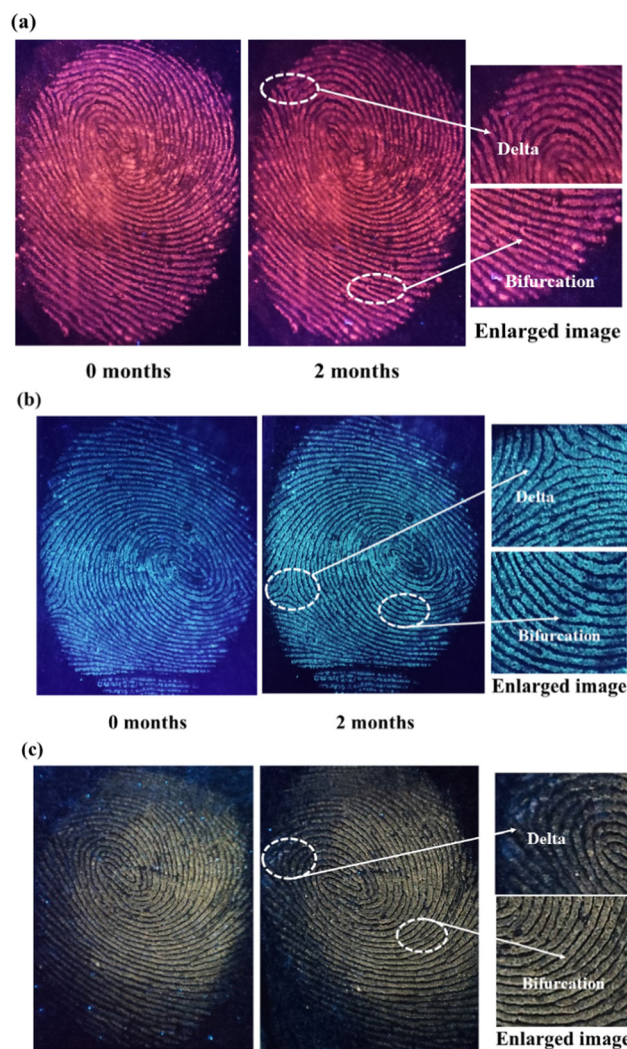 (a)
Delta
Bifurcation
Enlarged image
0 months
2 months
(b)
Delta
Bifurcation
Enlarged image
0 months
2 months
(c)
Delta
Bifurcation
Enlarged image